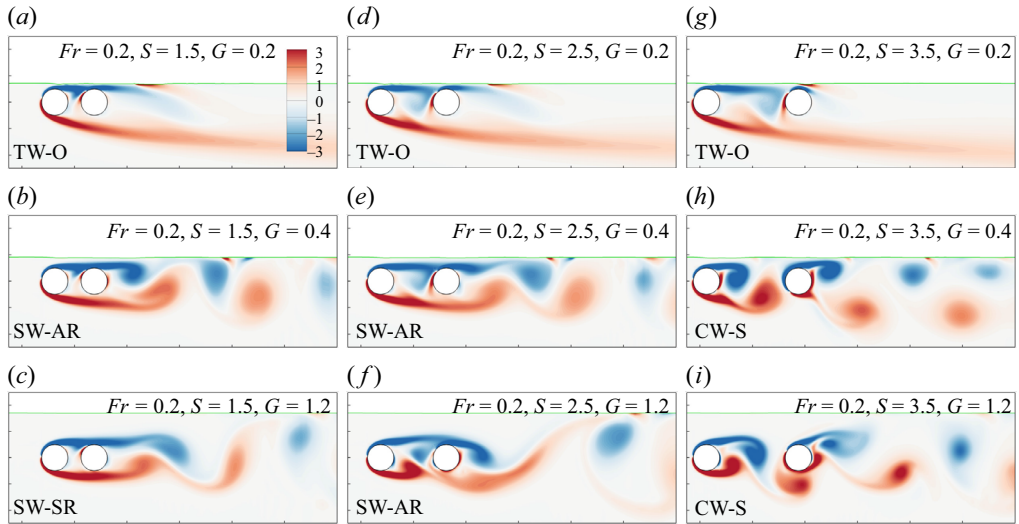 (a)
Fr = 0.2, S = 1.5, G = 0.2
3
2
1
0
–1
–2
–3
TW-O
(d)
Fr = 0.2, S = 2.5, G = 0.2
TW-O
(g)
Fr = 0.2, S = 3.5, G = 0.2
TW-O
(b)
Fr = 0.2, S = 1.5, G = 0.4
SW-AR
(e)
Fr = 0.2, S = 2.5, G = 0.4
SW-AR
(h)
Fr = 0.2, S = 3.5, G = 0.4
CW-S
(c)
Fr = 0.2, S = 1.5, G = 1.2
SW-SR
(f)
Fr = 0.2, S = 2.5, G = 1.2
SW-AR
(i)
Fr = 0.2, S = 3.5, G = 1.2
CW-S